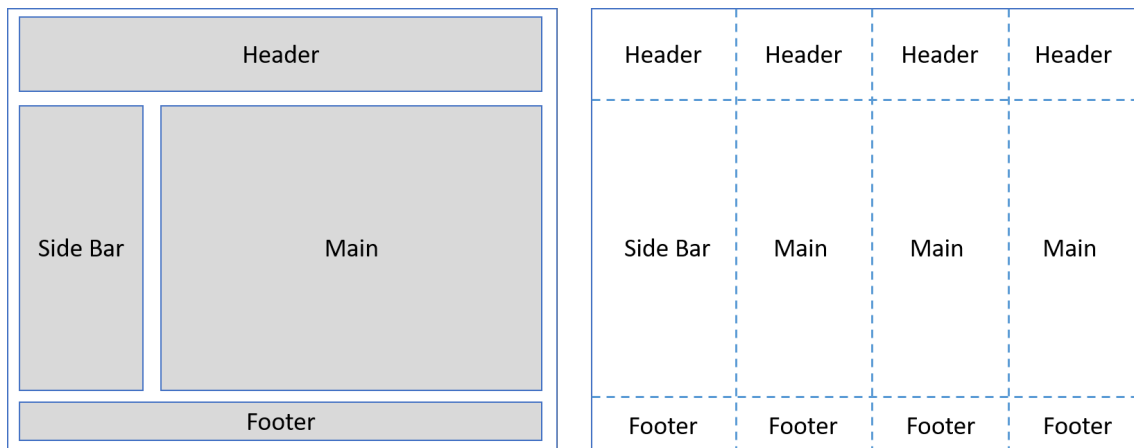 Header
Side Bar
Main
Footer
Header Header Header Header
Side Bar Main Main Main
Footer Footer Footer Footer